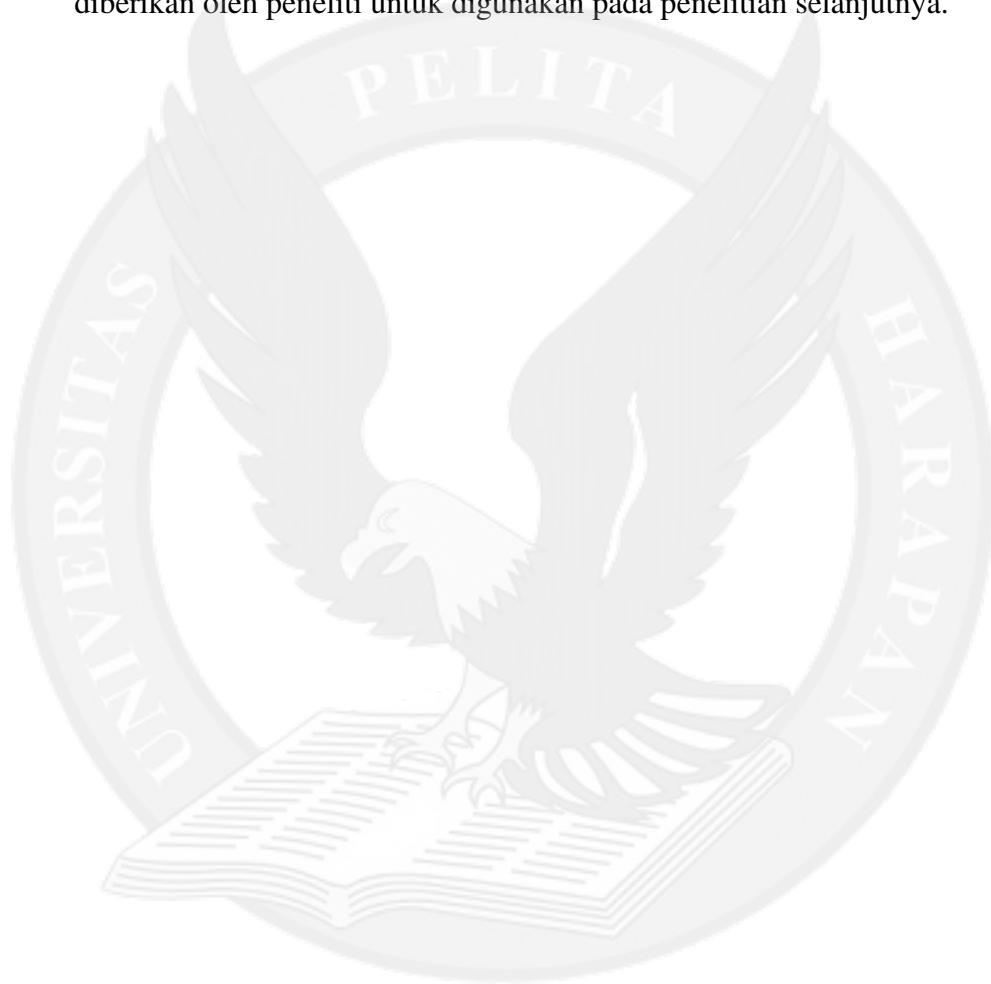 diberikan oleh peneliti untuk digunakan pada penelitian selanjutnya.
UNIVERSITAS PELITA HARAPAN